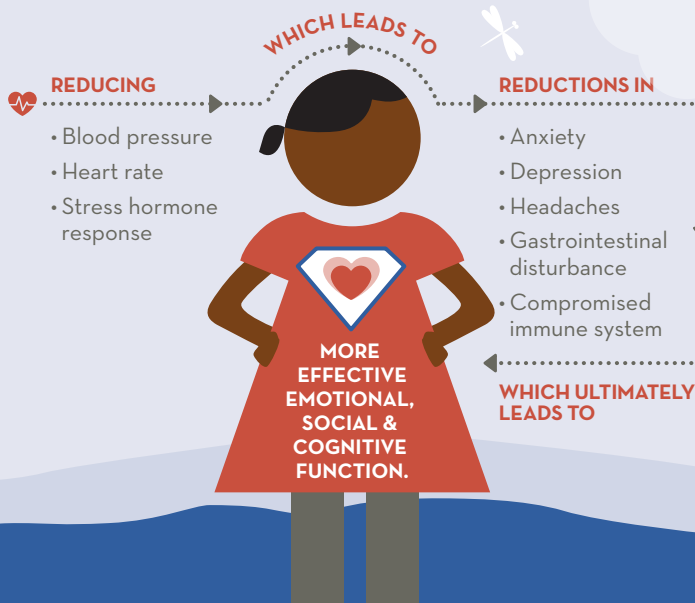 REDUCING
• Blood pressure
• Heart rate
• Stress hormone
response
WHICH LEADS TO
REDUCTIONS IN
• Anxiety
• Depression
• Headaches
• Gastrointestinal
disturbance
• Compromised
immune system
WHICH ULTIMATELY
LEADS TO
MORE
EFFECTIVE
EMOTIONAL,
SOCIAL &
COGNITIVE
FUNCTION.